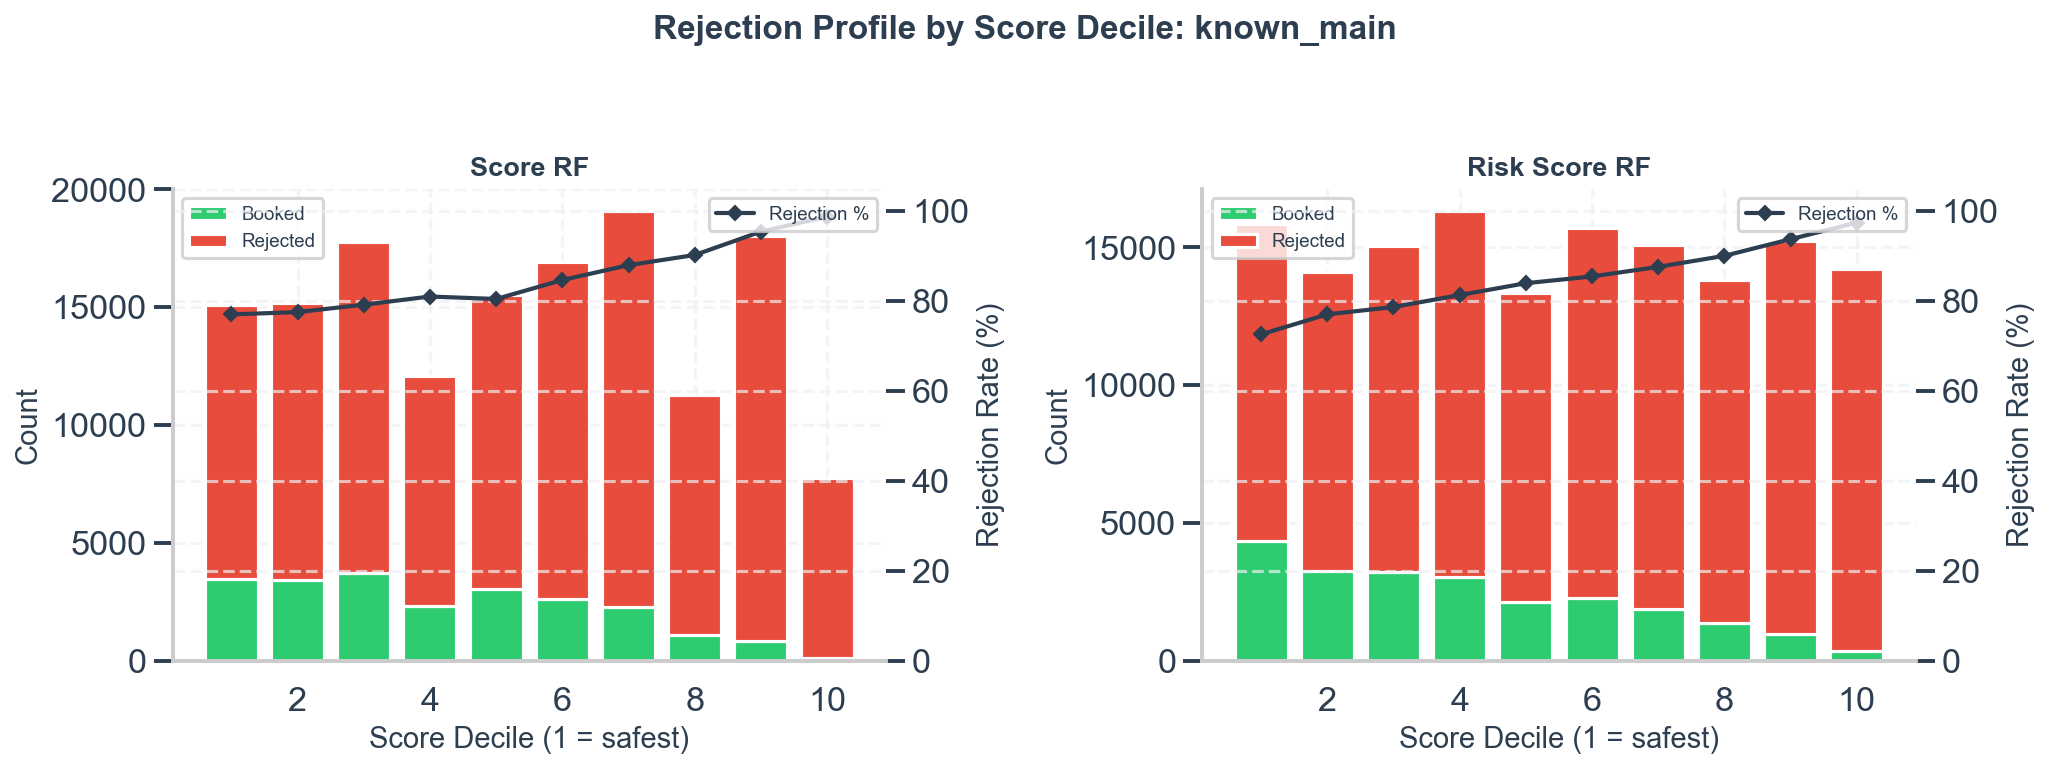 Rejection Profile by Score Decile: known_main
Score RF
20000
15000
10000
5000
0
Count
Booked
Rejected
Rejection %
100
80
60
40
20
0
Rejection Rate (%)
2 4 6 8 10
Score Decile (1 = safest)
Risk Score RF
15000
10000
5000
0
Count
Booked
Rejected
Rejection %
100
80
60
40
20
0
Rejection Rate (%)
2 4 6 8 10
Score Decile (1 = safest)